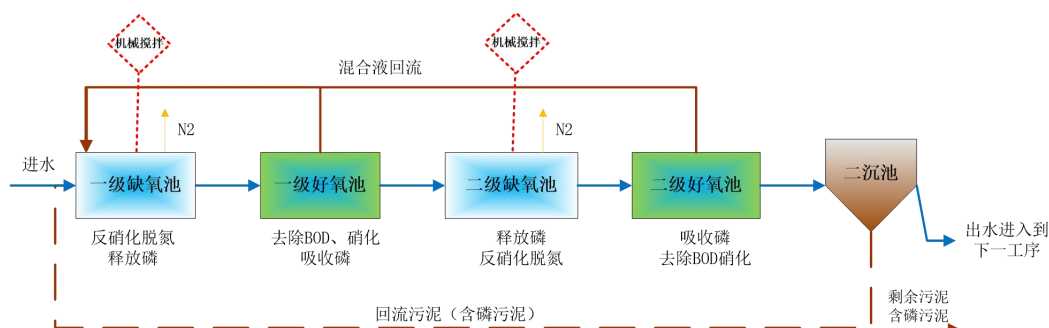 机械搅拌
机械搅拌
混合液回流
N2
N2
进水
一级缺氧池
一级好氧池
二级缺氧池
二级好氧池
二沉池
反硝化脱氮
释放磷
去除BOD、硝化
吸收磷
释放磷
反硝化脱氮
吸收磷
去除BOD硝化
出水进入到
下一工序
回流污泥（含磷污泥）
剩余污泥
含磷污泥